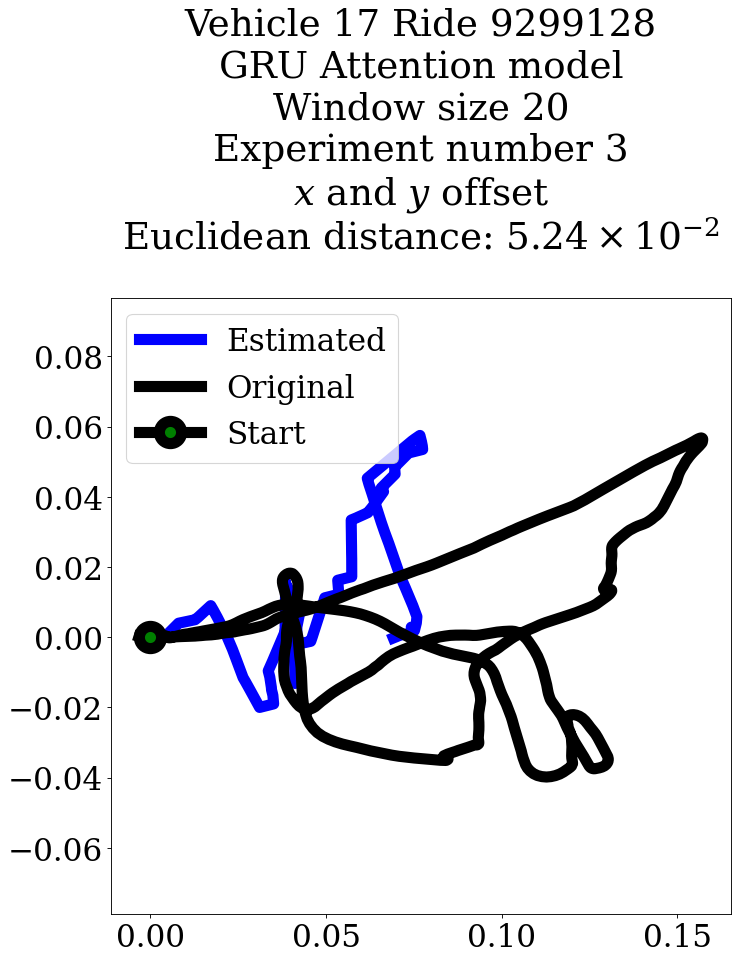 Vehicle 17 Ride 9299128
GRU Attention model
Window size 20
Experiment number 3
x and y offset
Euclidean distance: 5.24 × 10⁻²
Estimated
Original
Start
0.08
0.06
0.04
0.02
0.00
−0.02
−0.04
−0.06
0.00 0.05 0.10 0.15